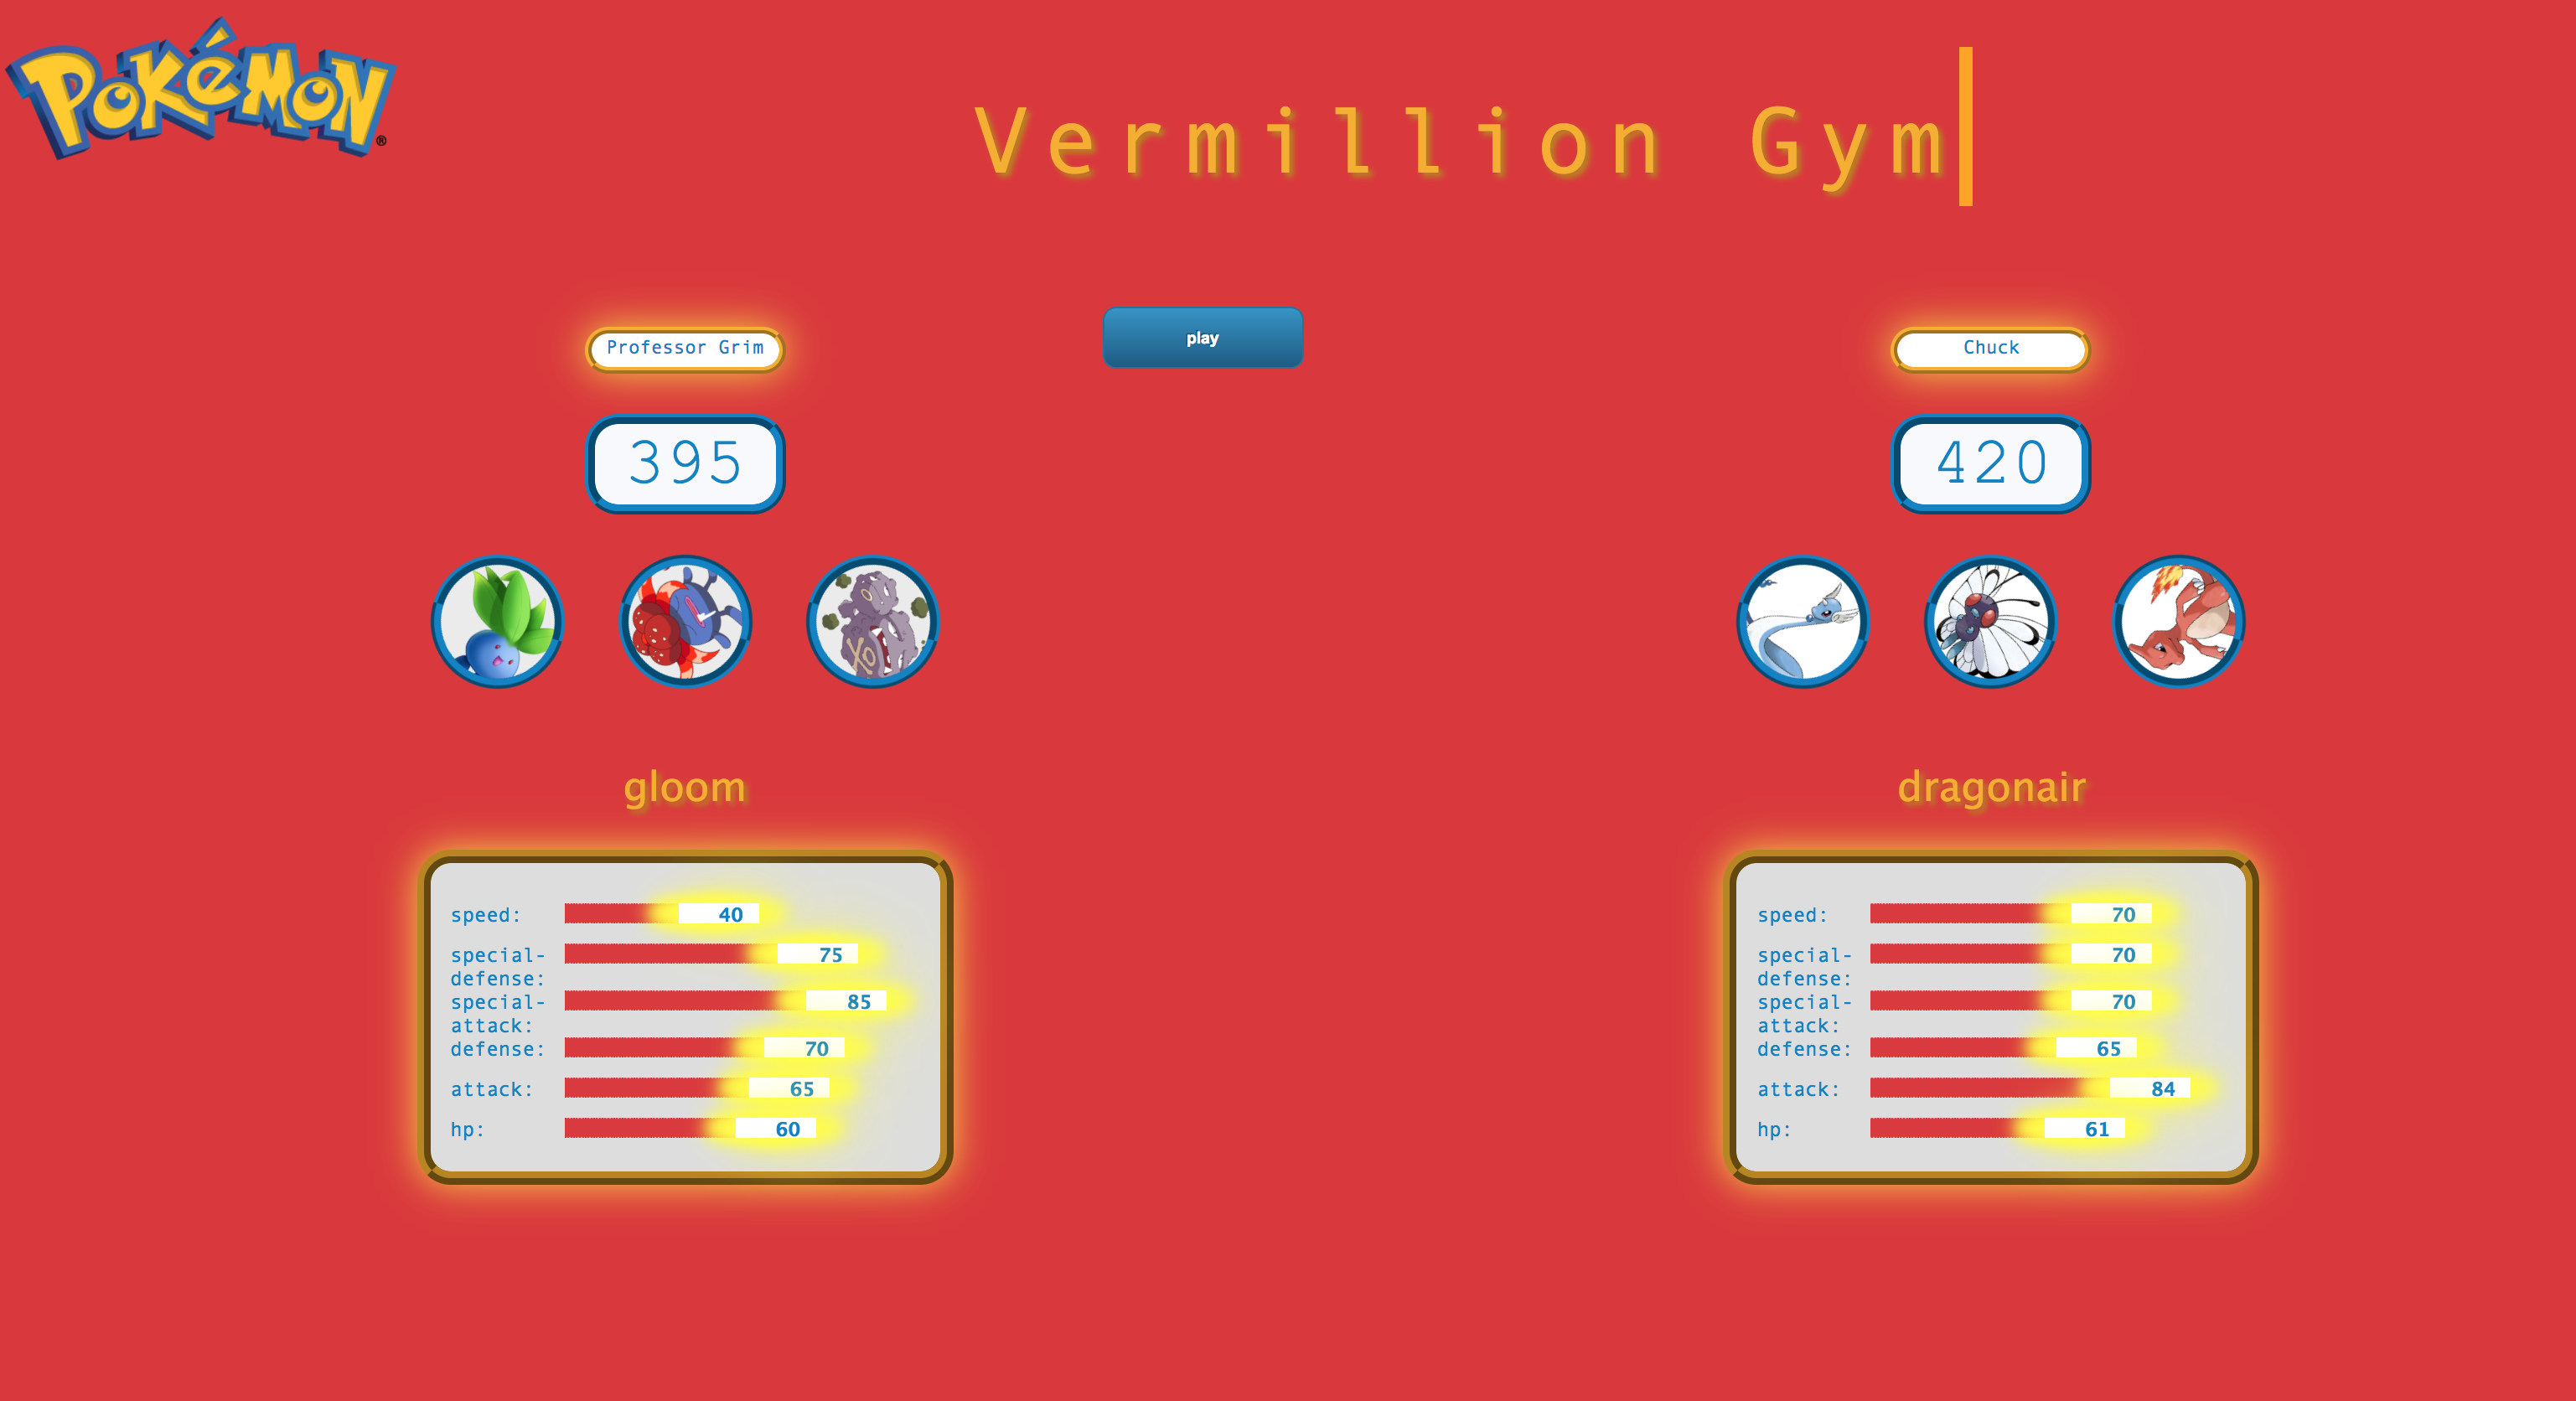 POKéMON®
Vermillion Gym
play
Professor Grim
Chuck
395
420
gloom
dragonair
speed: 40
special- 75
defense:
special- 85
attack:
defense: 70
attack: 65
hp: 60
speed: 70
special- 70
defense:
special- 70
attack:
defense: 65
attack: 84
hp: 61